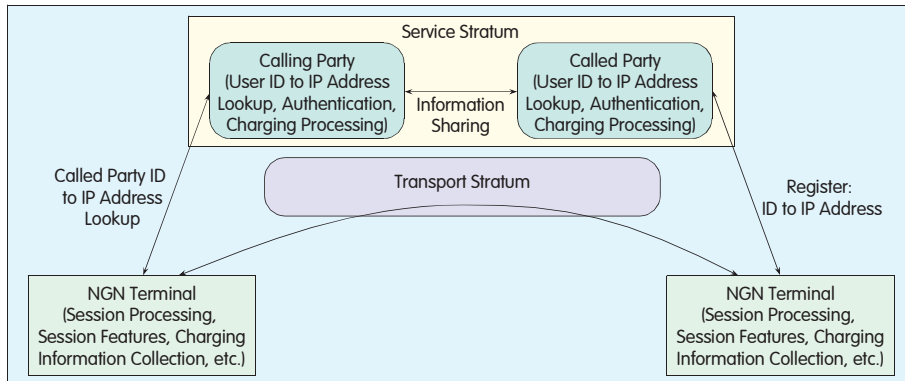 Service Stratum
Calling Party
(User ID to IP Address
Lookup, Authentication,
Charging Processing)
Information
Sharing
Called Party
(User ID to IP Address
Lookup, Authentication,
Charging Processing)
Called Party ID
to IP Address
Lookup
Transport Stratum
Register:
ID to IP Address
NGN Terminal
(Session Processing,
Session Features, Charging
Information Collection, etc.)
NGN Terminal
(Session Processing,
Session Features, Charging
Information Collection, etc.)